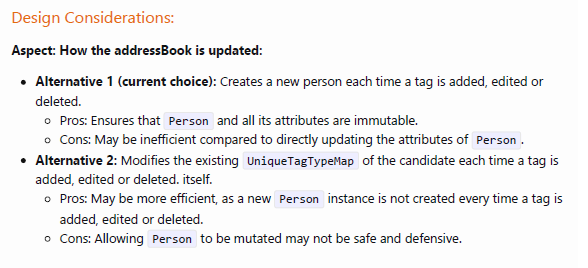 Design Considerations:
Aspect: How the addressBook is updated:
Alternative 1 (current choice): Creates a new person each time a tag is added, edited or
deleted.
Pros: Ensures that Person and all its attributes are immutable.
Cons: May be inefficient compared to directly updating the attributes of Person.
Alternative 2: Modifies the existing UniqueTagTypeMap of the candidate each time a tag is
added, edited or deleted. itself.
Pros: May be more efficient, as a new Person instance is not created every time a tag is
added, edited or deleted.
Cons: Allowing Person to be mutated may not be safe and defensive.